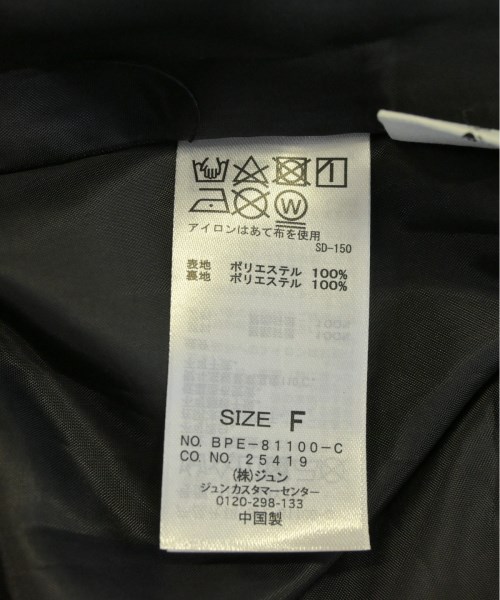 アイロンはあて布を使用
SD-150
表地 ポリエステル 100%
裏地 ポリエステル 100%
SIZE F
NO. BPE-81100-C
CO. NO. 25419
(株)ジュン
ジュンカスタマーセンター
0120-298-133
中国製